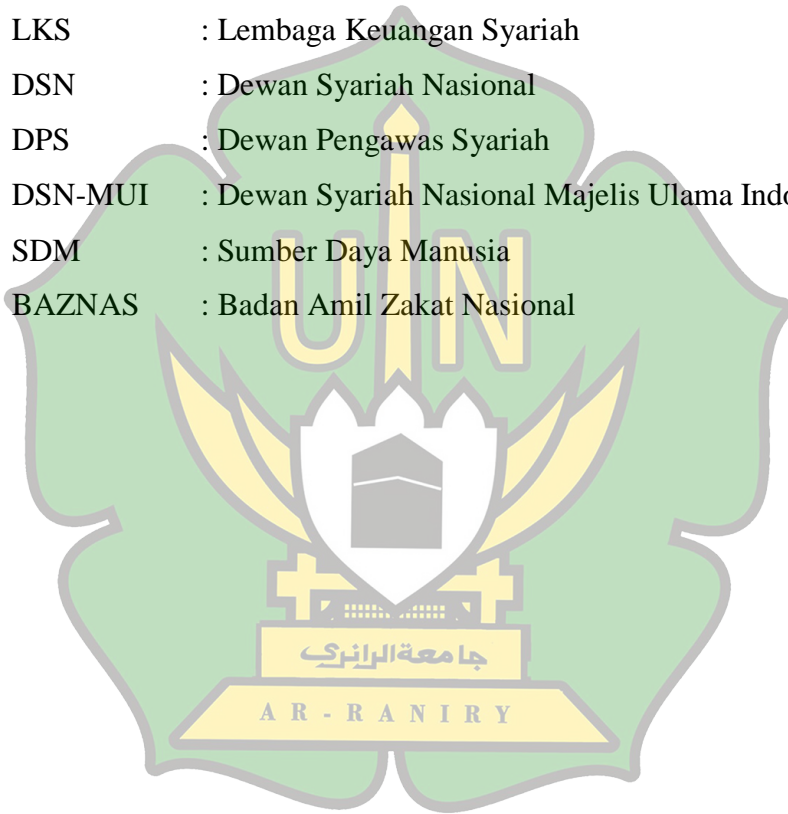 LKS : Lembaga Keuangan Syariah
DSN : Dewan Syariah Nasional
DPS : Dewan Pengawas Syariah
DSN-MUI : Dewan Syariah Nasional Majelis Ulama Indo
SDM : Sumber Daya Manusia
BAZNAS : Badan Amil Zakat Nasional
UIN
جامعة الرانري
AR-RANIRY